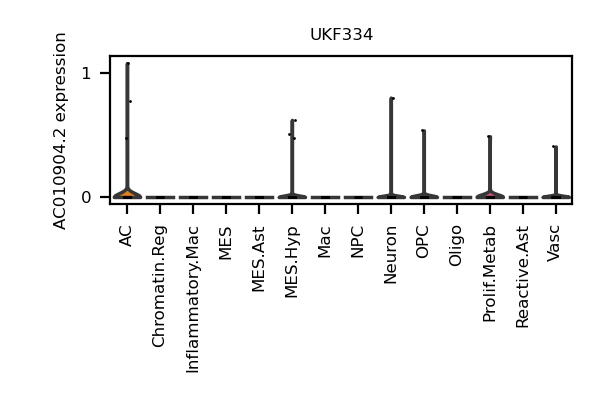 UKF334
AC010904.2 expression
1
0
AC
Chromatin.Reg
Inflammatory.Mac
MES
MES.Ast
MES.Hyp
Mac
NPC
Neuron
OPC
Oligo
Prolif.Metab
Reactive.Ast
Vasc